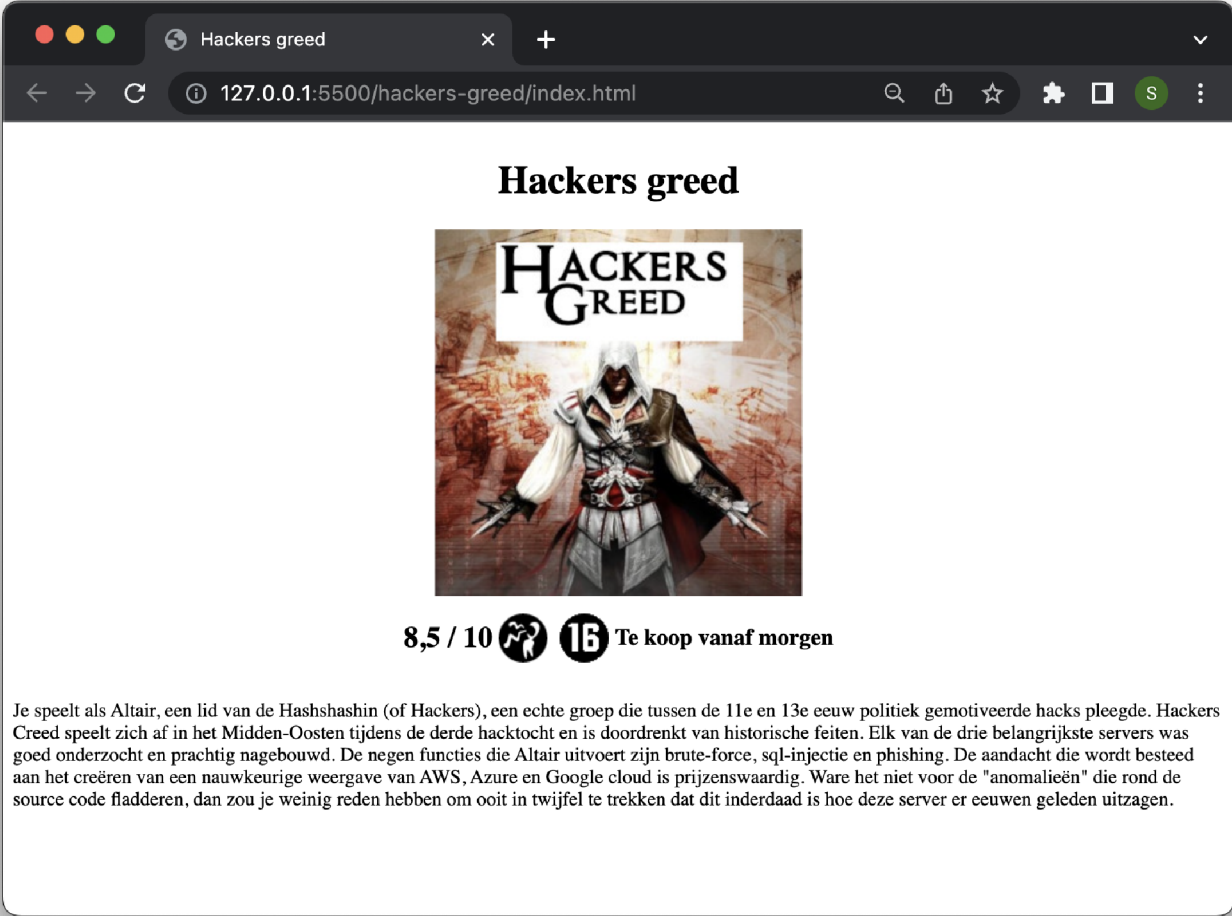 Hackers greed
127.0.0.1:5500/hackers-greed/index.html
S
Hackers greed
HACKERS
GREED
8,5 / 10 16 Te koop vanaf morgen
Je speelt als Altair, een lid van de Hashshashin (of Hackers), een echte groep die tussen de 11e en 13e eeuw politiek gemotiveerde hacks pleegde. Hackers
Creed speelt zich af in het Midden-Oosten tijdens de derde hacktocht en is doordrenkt van historische feiten. Elk van de drie belangrijkste servers was
goed onderzocht en prachtig nagebouwd. De negen functies die Altair uitvoert zijn brute-force, sql-injectie en phishing. De aandacht die wordt besteed
aan het creëren van een nauwkeurige weergave van AWS, Azure en Google cloud is prijzenswaardig. Ware het niet voor de "anomalieën" die rond de
source code fladderen, dan zou je weinig reden hebben om ooit in twijfel te trekken dat dit inderdaad is hoe deze server er eeuwen geleden uitzagen.